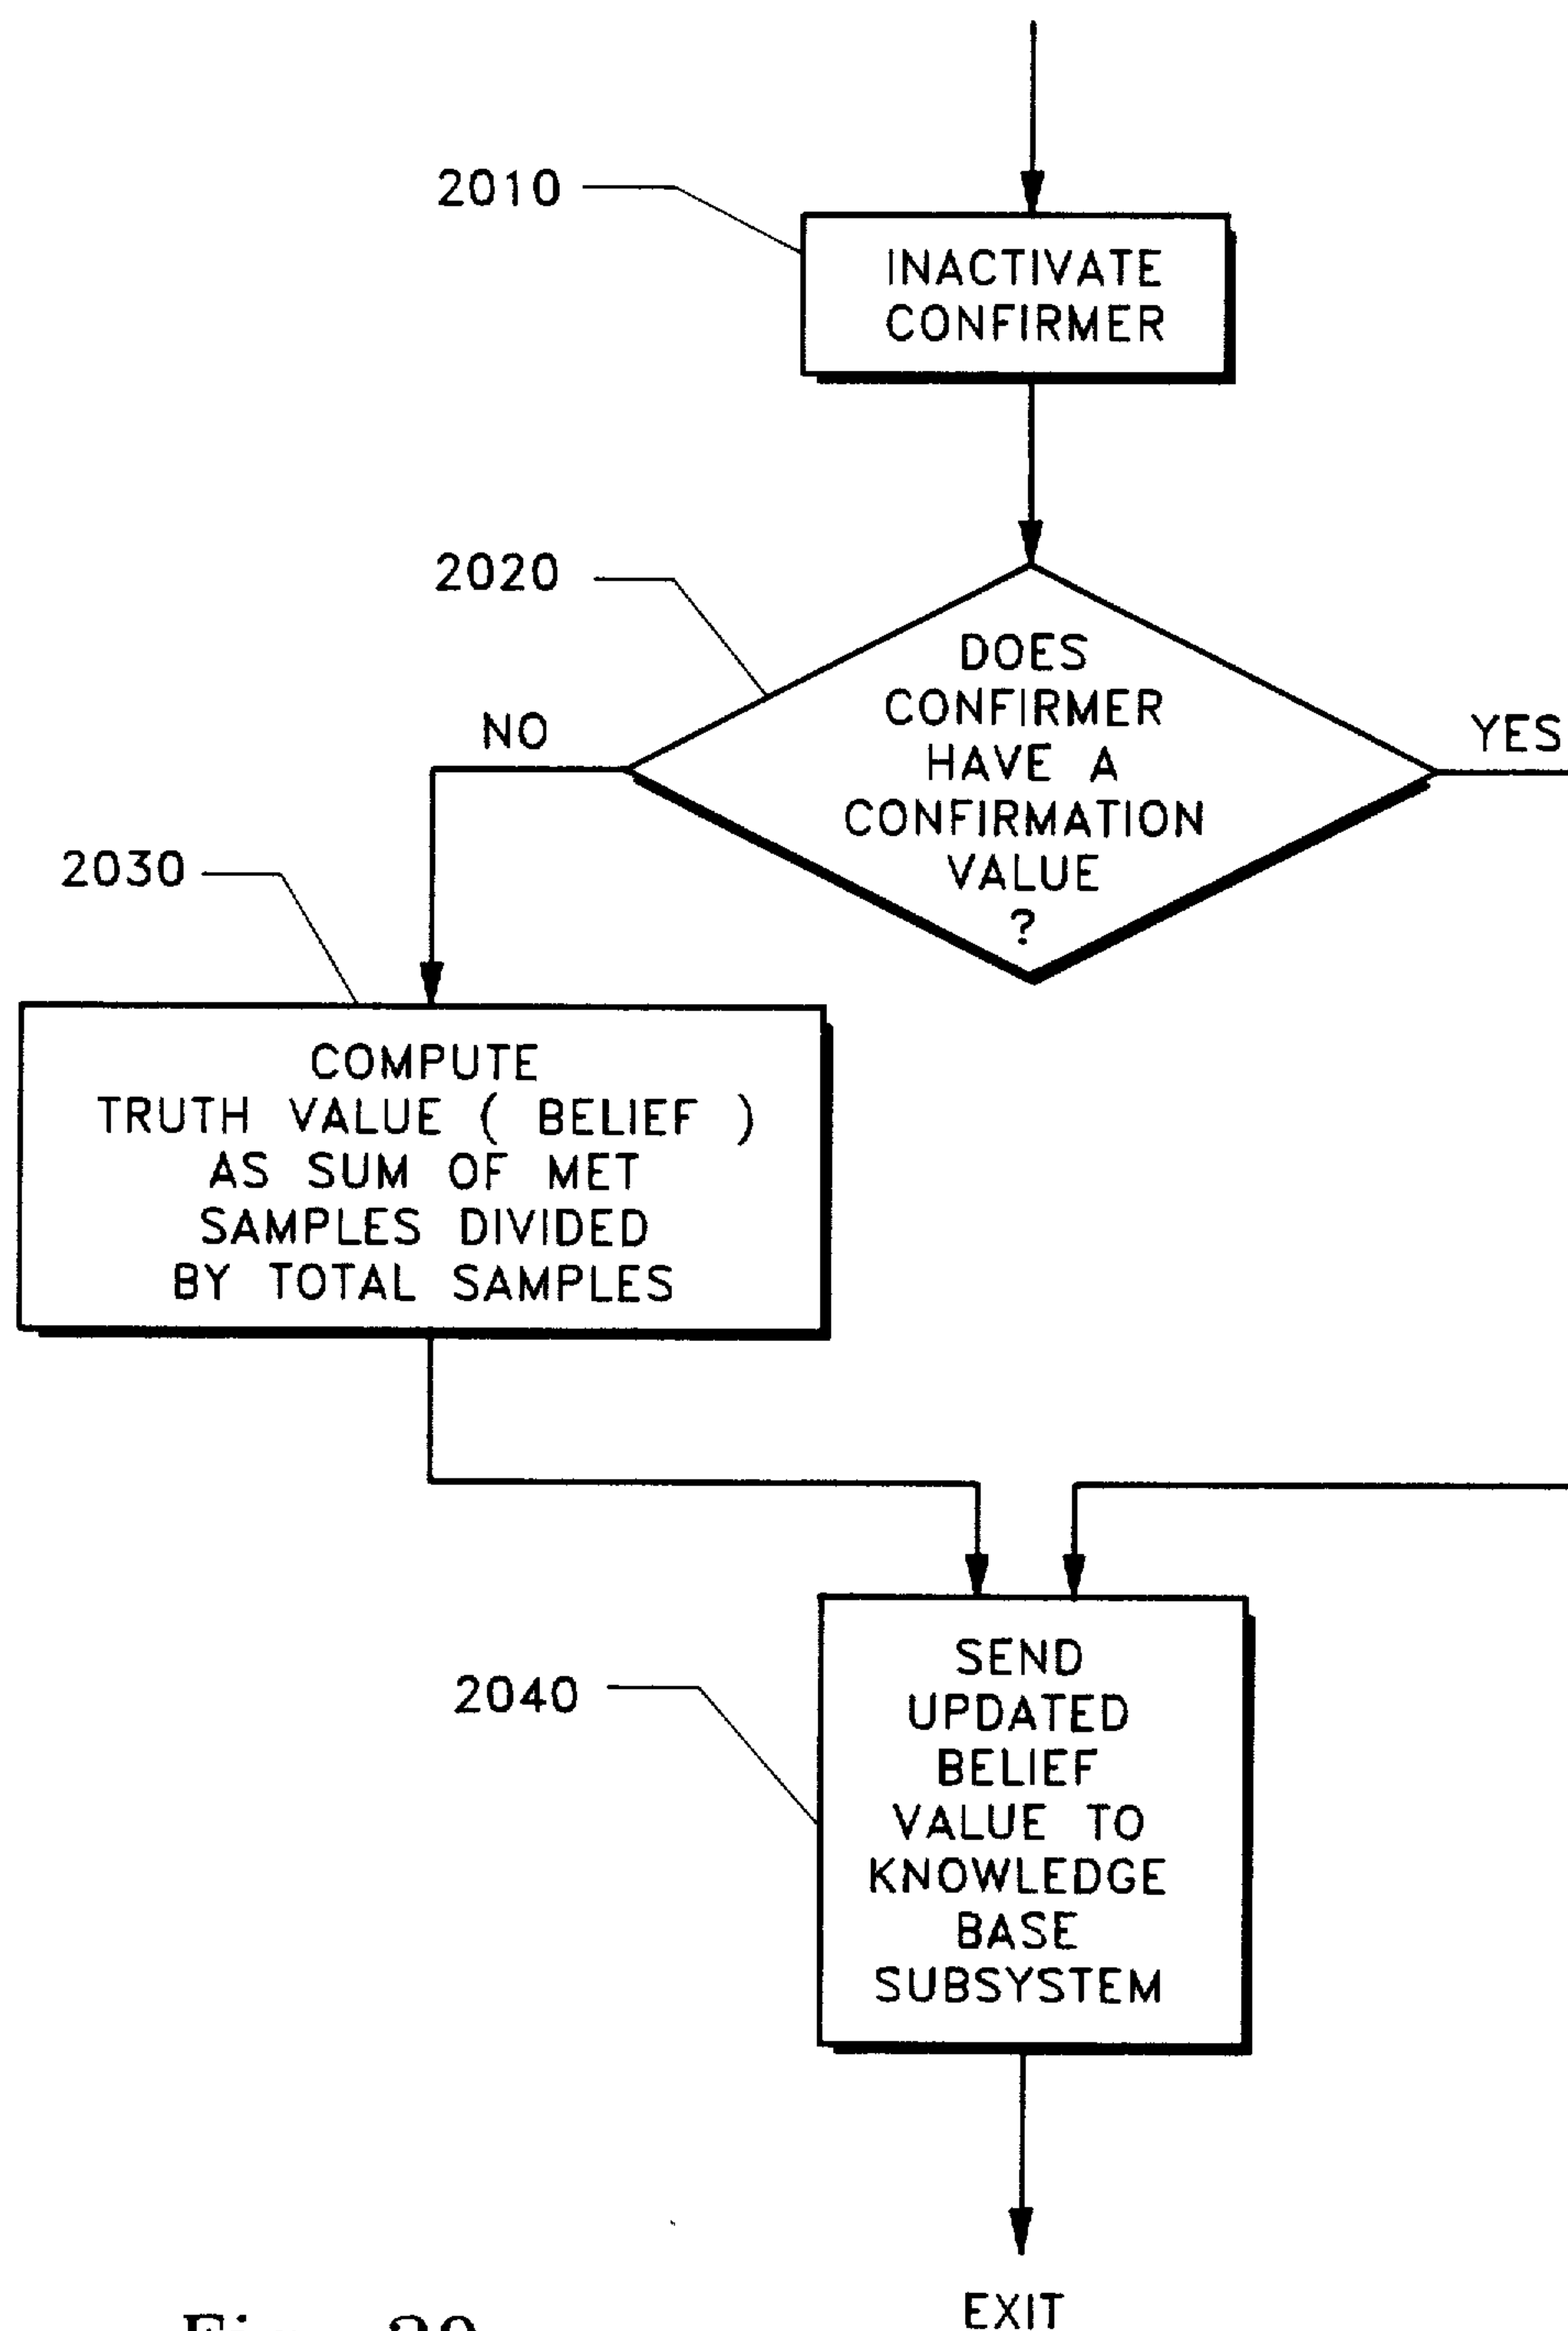 2010
INACTIVATE
CONFIRMER
2020
DOES
CONFIRMER
HAVE A
CONFIRMATION
VALUE
?
NO
YES
2030
COMPUTE
TRUTH VALUE ( BELIEF )
AS SUM OF MET
SAMPLES DIVIDED
BY TOTAL SAMPLES
2040
SEND
UPDATED
BELIEF
VALUE TO
KNOWLEDGE
BASE
SUBSYSTEM
EXIT